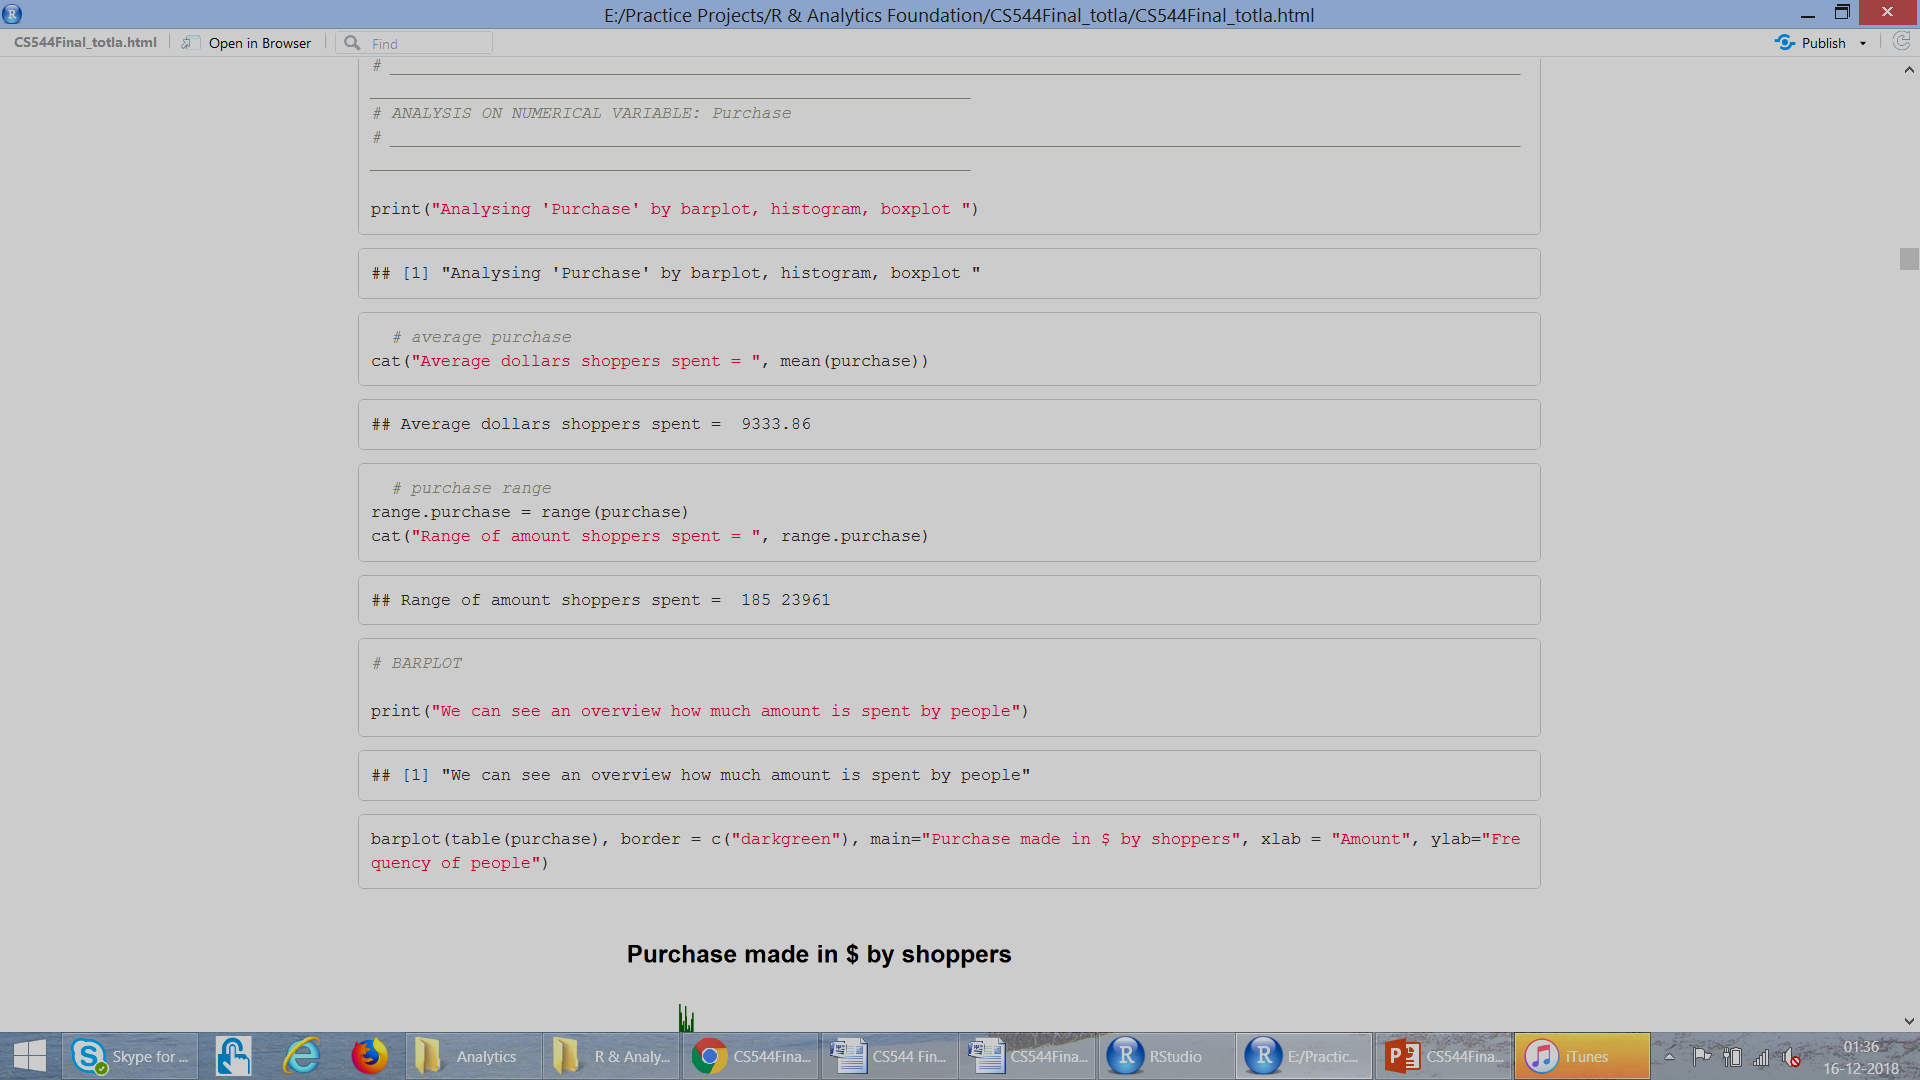 E:/Practice Projects/R & Analytics Foundation/CS544Final_totla/CS544Final_totla.html
CS544Final_totla.html
Open in Browser
Find
Publish
# ____________________________________________________________
____________________________________________________________
# ANALYSIS ON NUMERICAL VARIABLE: Purchase
# ____________________________________________________________
____________________________________________________________
print("Analysing 'Purchase' by barplot, histogram, boxplot ")
## [1] "Analysing 'Purchase' by barplot, histogram, boxplot "
# average purchase
cat("Average dollars shoppers spent = ", mean(purchase))
## Average dollars shoppers spent =  9333.86
# purchase range
range.purchase = range(purchase)
cat("Range of amount shoppers spent = ", range.purchase)
## Range of amount shoppers spent =  185 23961
# BARPLOT
print("We can see an overview how much amount is spent by people")
## [1] "We can see an overview how much amount is spent by people"
barplot(table(purchase), border = c("darkgreen"), main="Purchase made in $ by shoppers", xlab = "Amount", ylab="Fre
quency of people")
Purchase made in $ by shoppers
Skype for ...
Analytics
R & Analy...
CS544Fina...
CS544 Fin...
CS544Fina...
RStudio
E:/Practic...
CS544Fina...
iTunes
01:36
16-12-2018